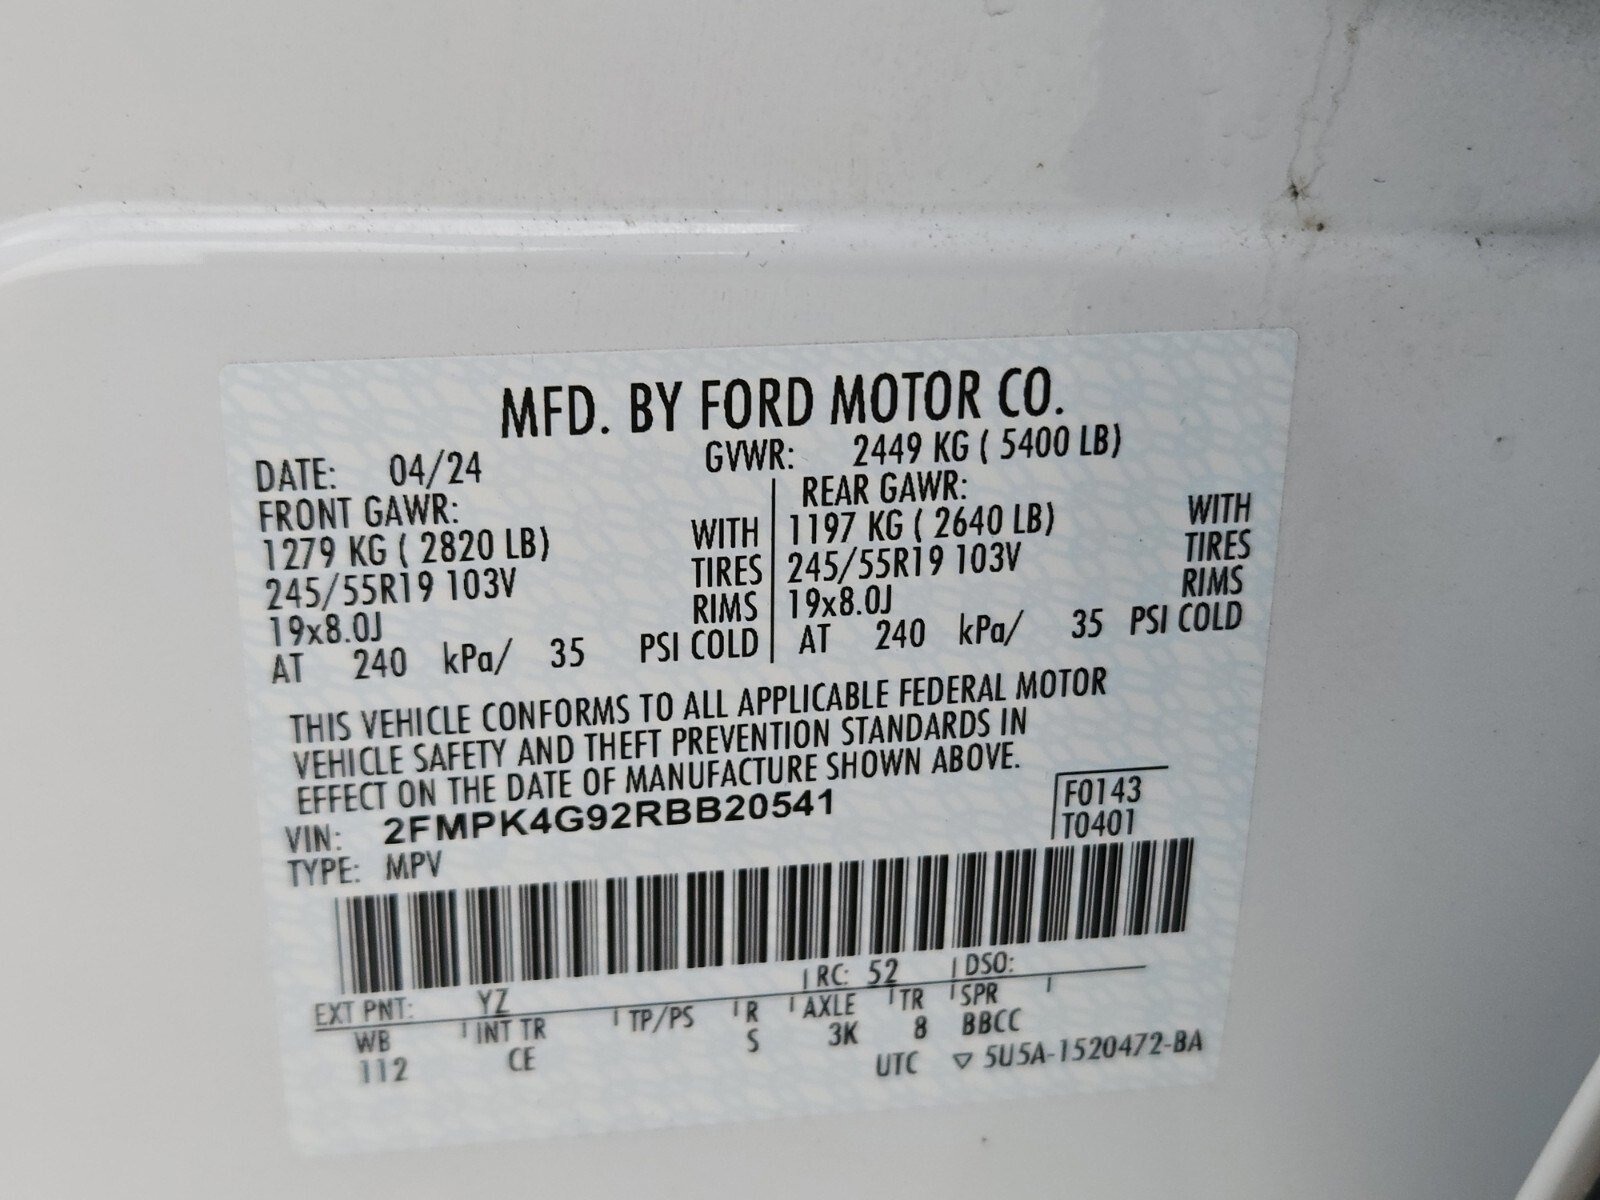 MFD. BY FORD MOTOR CO.
DATE: 04/24 GVWR: 2449 KG ( 5400 LB)
FRONT GAWR: REAR GAWR:
1279 KG ( 2820 LB) WITH 1197 KG ( 2640 LB) WITH
245/55R19 103V TIRES 245/55R19 103V TIRES
19x8.0J RIMS 19x8.0J RIMS
AT 240 kPa/ 35 PSI COLD AT 240 kPa/ 35 PSI COLD
THIS VEHICLE CONFORMS TO ALL APPLICABLE FEDERAL MOTOR
VEHICLE SAFETY AND THEFT PREVENTION STANDARDS IN
EFFECT ON THE DATE OF MANUFACTURE SHOWN ABOVE.
VIN: 2FMPK4G92RBB20541 F0143
TYPE: MPV T0401
EXT PNT: YZ RC: 52 DSO:
WB INT TR TP/PS R AXLE TR SPR
112 CE S 3K 8 BBCC
UTC ▽ 5U5A-1520472-BA